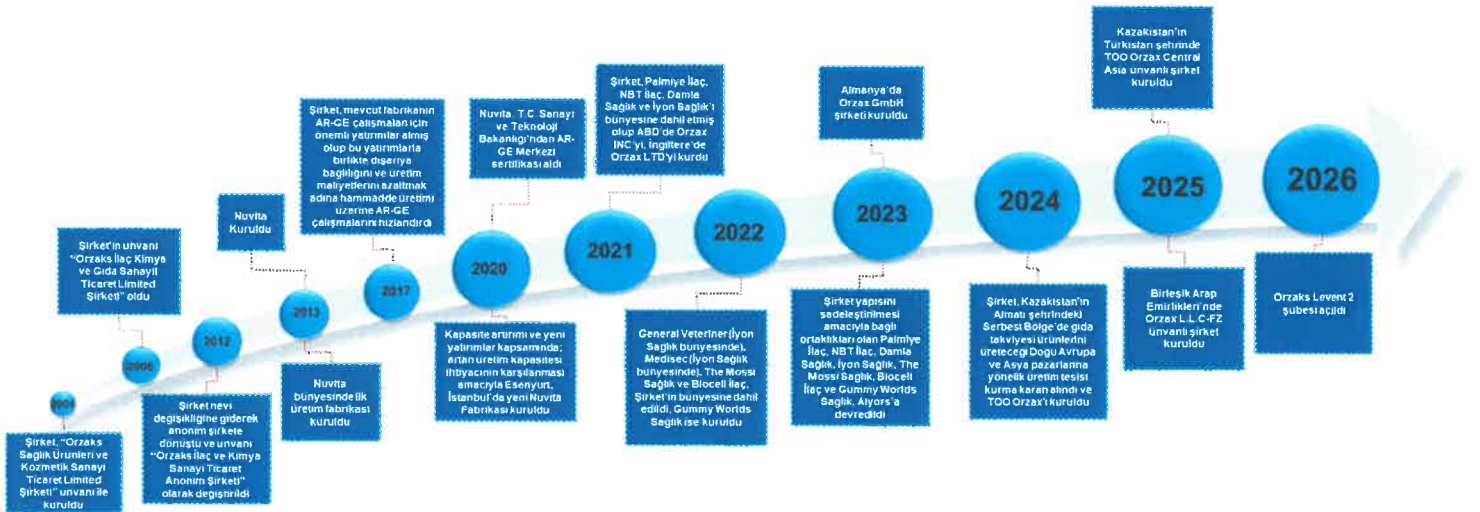 2006
2012
2013
2017
2020
2021
2022
2023
2024
2025
2026
Şirket, "Orzaks
Sağlık Ürünleri ve
Kozmetik Sanayi
Ticaret Limited
Şirketi" unvanı ile
kuruldu
Şirket'in unvanı
"Orzaks İlaç Kimya
ve Gıda Sanayii
Ticaret Limited
Şirketi" oldu
Şirket nevi
değişikliğine giderek
anonim şirkete
dönüştü ve unvanı
"Orzaks İlaç ve Kimya
Sanayi Ticaret
Anonim Şirketi"
olarak değiştirildi
Nuvita
Kuruldu
Nuvita
bünyesinde ilk
üretim fabrikası
kuruldu
Şirket, mevcut fabrikanın
AR-GE çalışmaları için
önemli yatırımlar almış
olup bu yatırımlarla
birlikte dışarıya
bağlılığını ve üretim
maliyetlerini azaltmak
adına hammadde üretimi
üzerine AR-GE
çalışmalarını hızlandırdı
Nuvita, T.C. Sanayi
ve Teknoloji
Bakanlığı'ndan AR-
GE Merkezi
sertifikası aldı
Kapasite artırımı ve yeni
yatırımlar kapsamında;
artan üretim kapasitesi
ihtiyacının karşılanması
amacıyla Esenyurt,
İstanbul'da yeni Nuvita
Fabrikası kuruldu
Şirket, Palmiye İlaç,
NBT İlaç, Damla
Sağlık ve İyon Sağlık'ı
bünyesine dahil etmiş
olup ABD'de Orzax
INC'yi, İngiltere'de
Orzax LTD'yi kurdu
General Veteriner (İyon
Sağlık bünyesinde),
Medisec (İyon Sağlık
bünyesinde), The Mossi
Sağlık ve Biocell İlaç,
Şirket'in bünyesine dahil
edildi, Gummy Worlds
Sağlık ise kuruldu
Almanya'da
Orzax GmbH
şirketi kuruldu
Şirket yapısını
sadeleştirilmesi
amacıyla bağlı
ortaklıkları olan Palmiye
İlaç, NBT İlaç, Damla
Sağlık, İyon Sağlık, The
Mossi Sağlık, Biocell
İlaç ve Gummy Worlds
Sağlık, Alyors'a
devredildi
Şirket, Kazakistan'ın
Almatı şehrindeki
Serbest Bölge'de gıda
takviyesi ürünlerini
üreteceği Doğu Avrupa
ve Asya pazarlarına
yönelik üretim tesisi
kurma kararı alındı ve
TOO Orzax'ı kuruldu
Kazakistan'ın
Türkistan şehrinde
TOO Orzax Central
Asia unvanlı şirket
kuruldu
Birleşik Arap
Emirlikleri'nde
Orzax L.L.C-FZ
unvanlı şirket
kuruldu
Orzaks Levent 2
şubesi açıldı